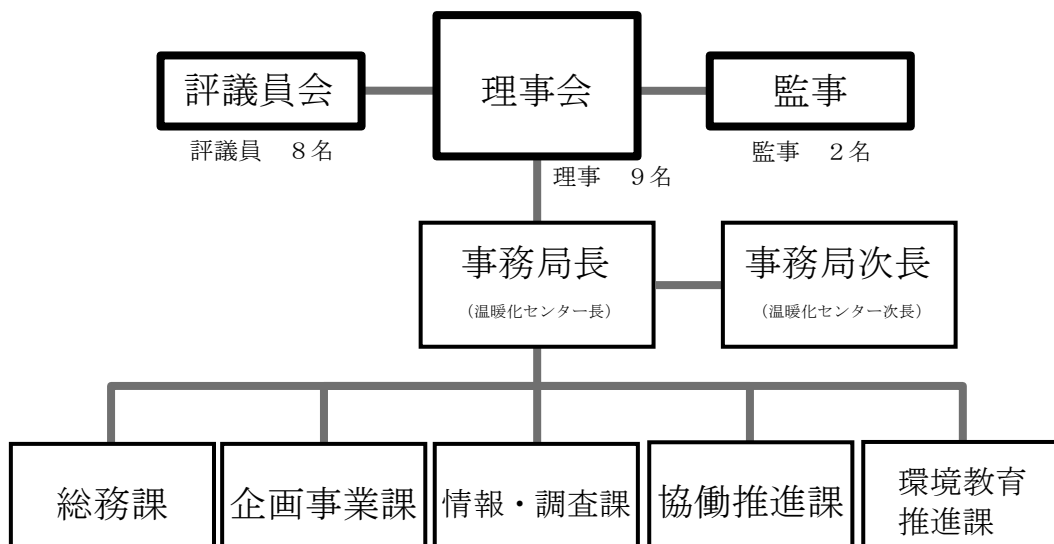 評議員会
理事会
監事
評議員　８名
監事　２名
理事　９名
事務局長
（温暖化センター長）
事務局次長
（温暖化センター次長）
総務課
企画事業課
情報・調査課
協働推進課
環境教育
推進課